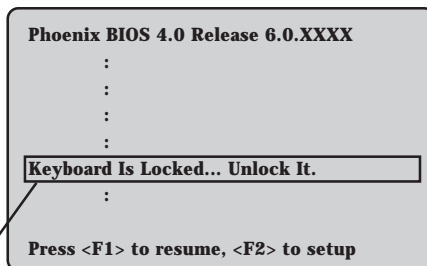 Phoenix BIOS 4.0 Release 6.0.XXXX
:
:
:
:
Keyboard Is Locked... Unlock It.
:
Press <F1> to resume, <F2> to setup